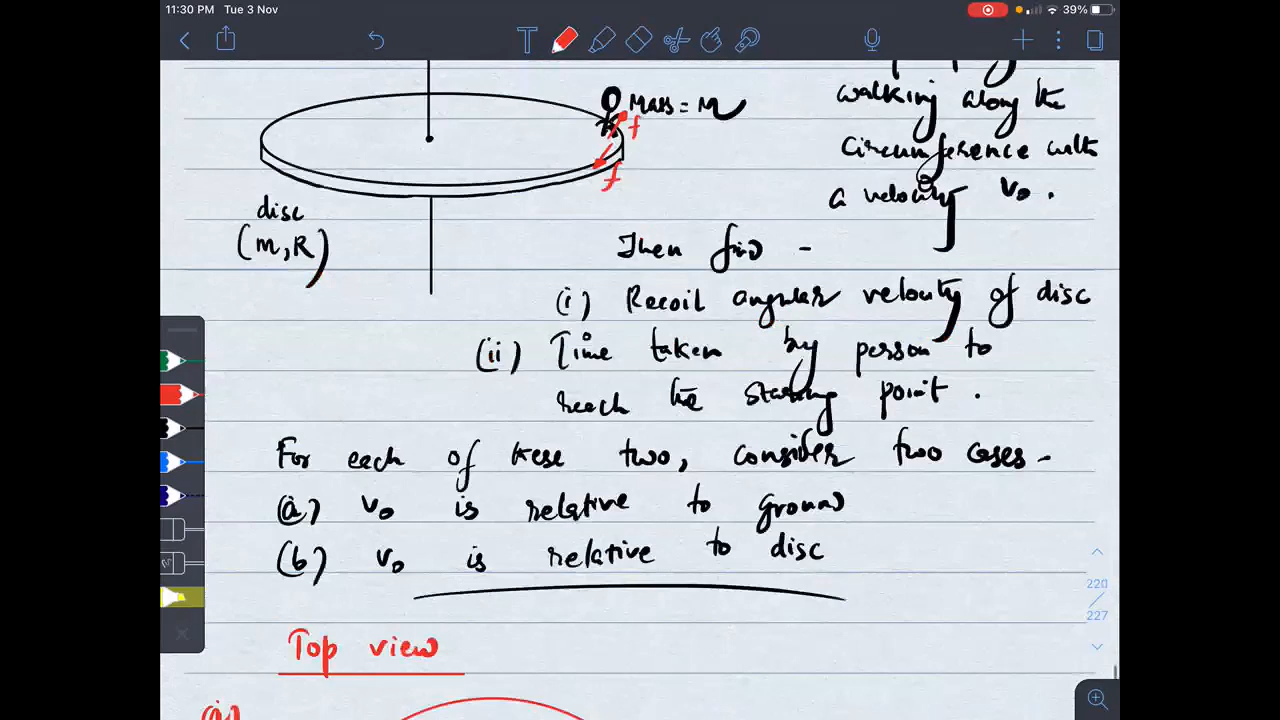 11:30 PM Tue 3 Nov
39%
T
Mass = m
f
f
walking along the
circumference with
a velocity v₀.
disc
(m, R)
Then find -
(i) Recoil angular velocity of disc
(ii) Time taken by person to
reach the starting point.
For each of these two, consider two cases -
(a) v₀ is relative to ground
(b) v₀ is relative to disc
220
/
227
Top view
(a)